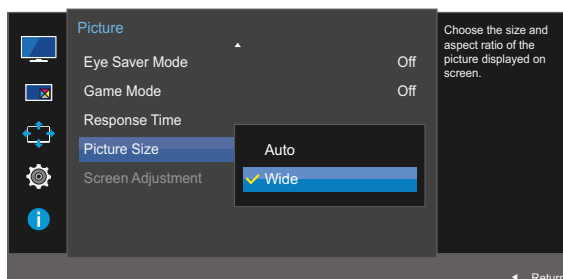 Picture
Eye Saver Mode Off
Game Mode Off
Response Time
Picture Size
Auto
Screen Adjustment
Wide
Choose the size and
aspect ratio of the
picture displayed on
screen.
Return